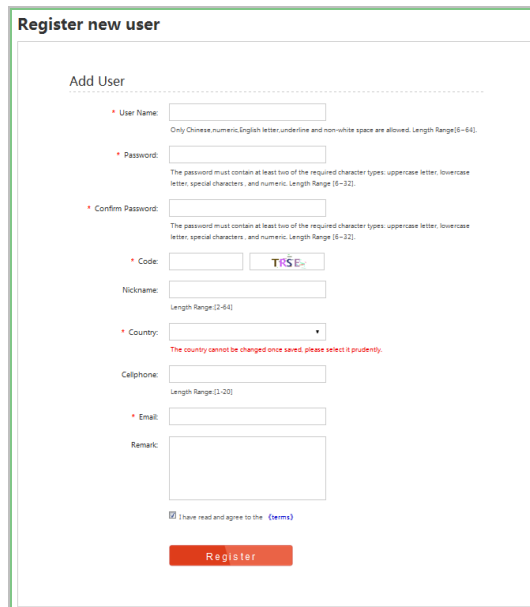 Register new user
Add User
* User Name:
Only Chinese,numeric,English letter,underline and non-white space are allowed. Length Range[6~64].
* Password:
The password must contain at least two of the required character types: uppercase letter, lowercase
letter, special characters , and numeric. Length Range [6~32].
* Confirm Password:
The password must contain at least two of the required character types: uppercase letter, lowercase
letter, special characters , and numeric. Length Range [6~32].
* Code: TRSE
Nickname:
Length Range:[2-64]
* Country:
The country cannot be changed once saved, please select it prudently.
Cellphone:
Length Range:[1-20]
* Email:
Remark:
I have read and agree to the 《terms》
Register